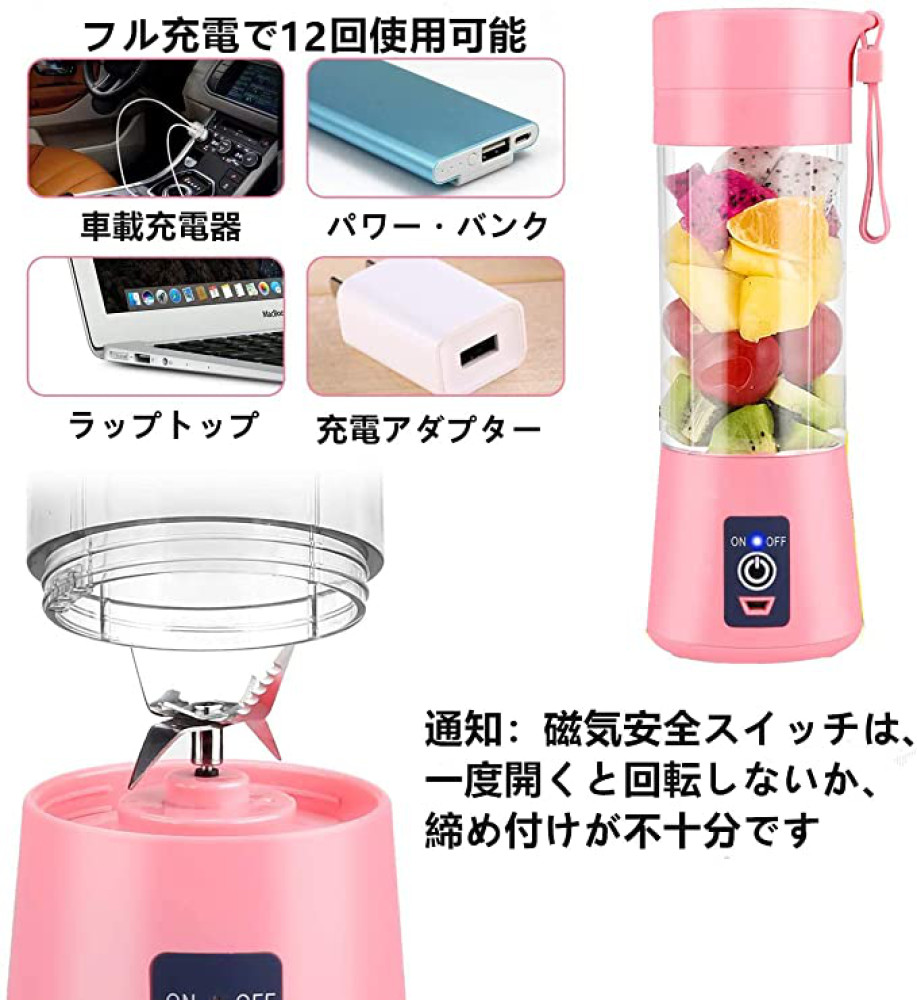 フル充電で12回使用可能
車載充電器
パワー・バンク
MacBoo
ラップトップ
充電アダプター
ON OFF
通知：磁気安全スイッチは、
一度開くと回転しないか、
締め付けが不十分です
ON OFF